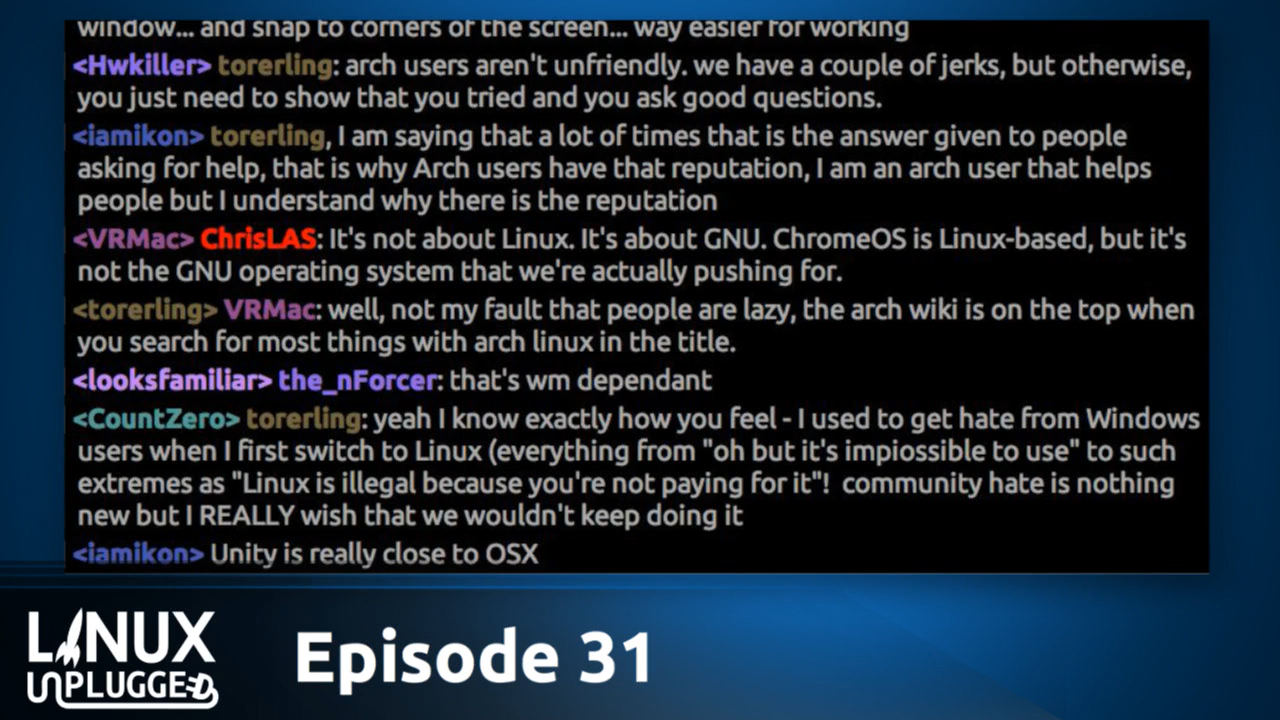 window... and snap to corners of the screen... way easier for working
<Hwkiller> torerling: arch users aren't unfriendly. we have a couple of jerks, but otherwise,
you just need to show that you tried and you ask good questions.
<iamikon> torerling, I am saying that a lot of times that is the answer given to people
asking for help, that is why Arch users have that reputation, I am an arch user that helps
people but I understand why there is the reputation
<VRMac> ChrisLAS: It's not about Linux. It's about GNU. ChromeOS is Linux-based, but it's
not the GNU operating system that we're actually pushing for.
<torerling> VRMac: well, not my fault that people are lazy, the arch wiki is on the top when
you search for most things with arch linux in the title.
<looksfamiliar> the_nForcer: that's wm dependant
<CountZero> torerling: yeah I know exactly how you feel - I used to get hate from Windows
users when I first switch to Linux (everything from "oh but it's impiossible to use" to such
extremes as "Linux is illegal because you're not paying for it"!  community hate is nothing
new but I REALLY wish that we wouldn't keep doing it
<iamikon> Unity is really close to OSX
LINUX
UNPLUGGED
Episode 31